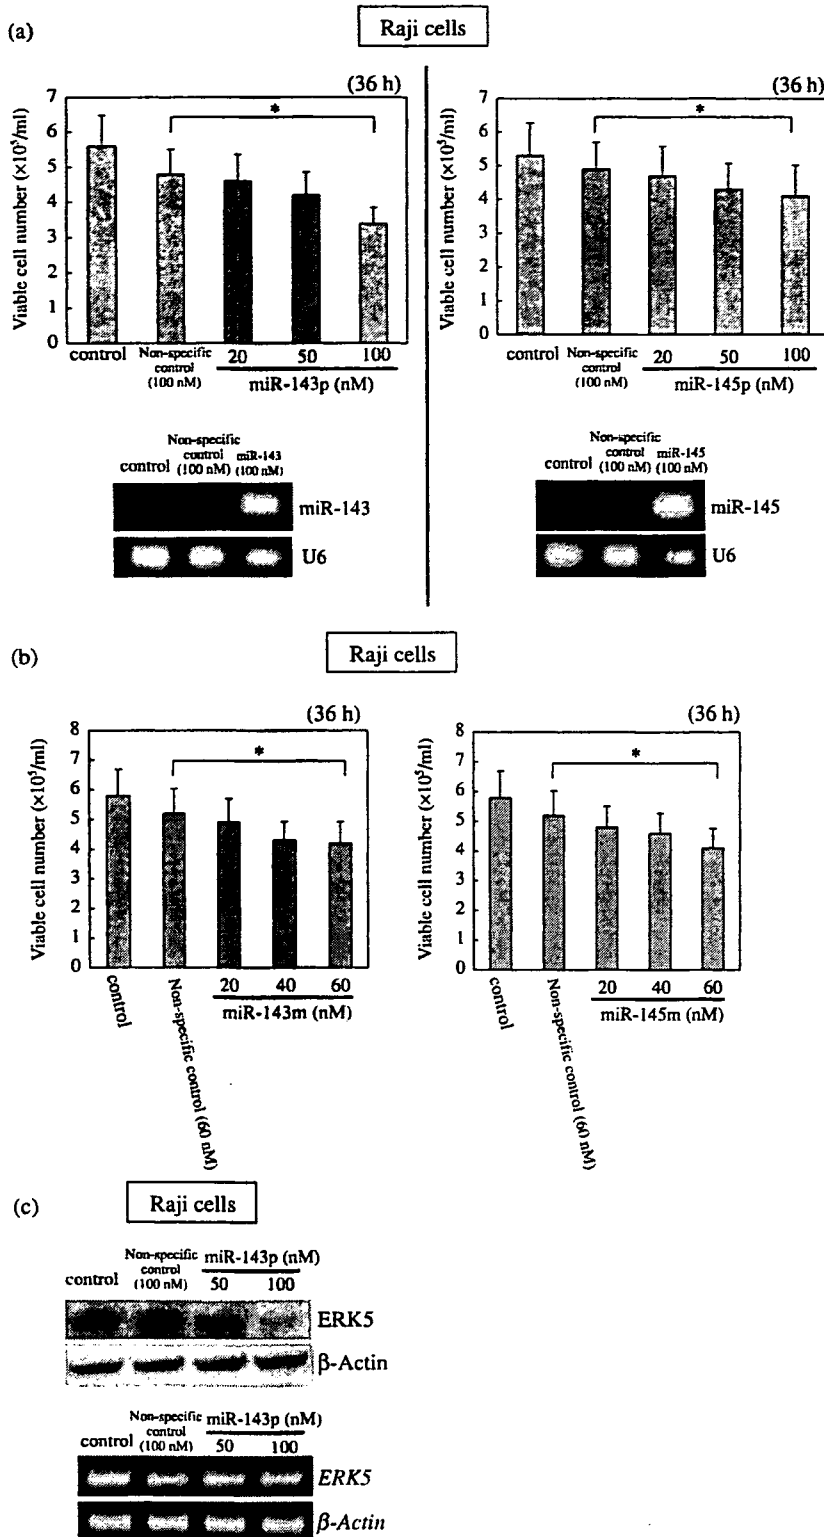 (a)
Raji cells
(36 h)
*
7
6
5
4
3
2
1
0
Viable cell number (×10⁵/ml)
control
Non-specific
control
(100 nM)
20
50
100
miR-143p (nM)
(36 h)
*
7
6
5
4
3
2
1
0
Viable cell number (×10⁵/ml)
control
Non-specific
control
(100 nM)
20
50
100
miR-145p (nM)
Non-specific
control miR-143
control (100 nM) (100 nM)
miR-143
U6
Non-specific
control miR-145
control (100 nM) (100 nM)
miR-145
U6
(b)
Raji cells
(36 h)
*
8
7
6
5
4
3
2
1
0
Viable cell number (×10⁵/ml)
control
Non-specific control (60 nM)
20
40
60
miR-143m (nM)
(36 h)
*
8
7
6
5
4
3
2
1
0
Viable cell number (×10⁵/ml)
control
Non-specific control (60 nM)
20
40
60
miR-145m (nM)
(c)
Raji cells
Non-specific miR-143p (nM)
control
control (100 nM) 50 100
ERK5
β-Actin
Non-specific miR-143p (nM)
control
control (100 nM) 50 100
ERK5
β-Actin